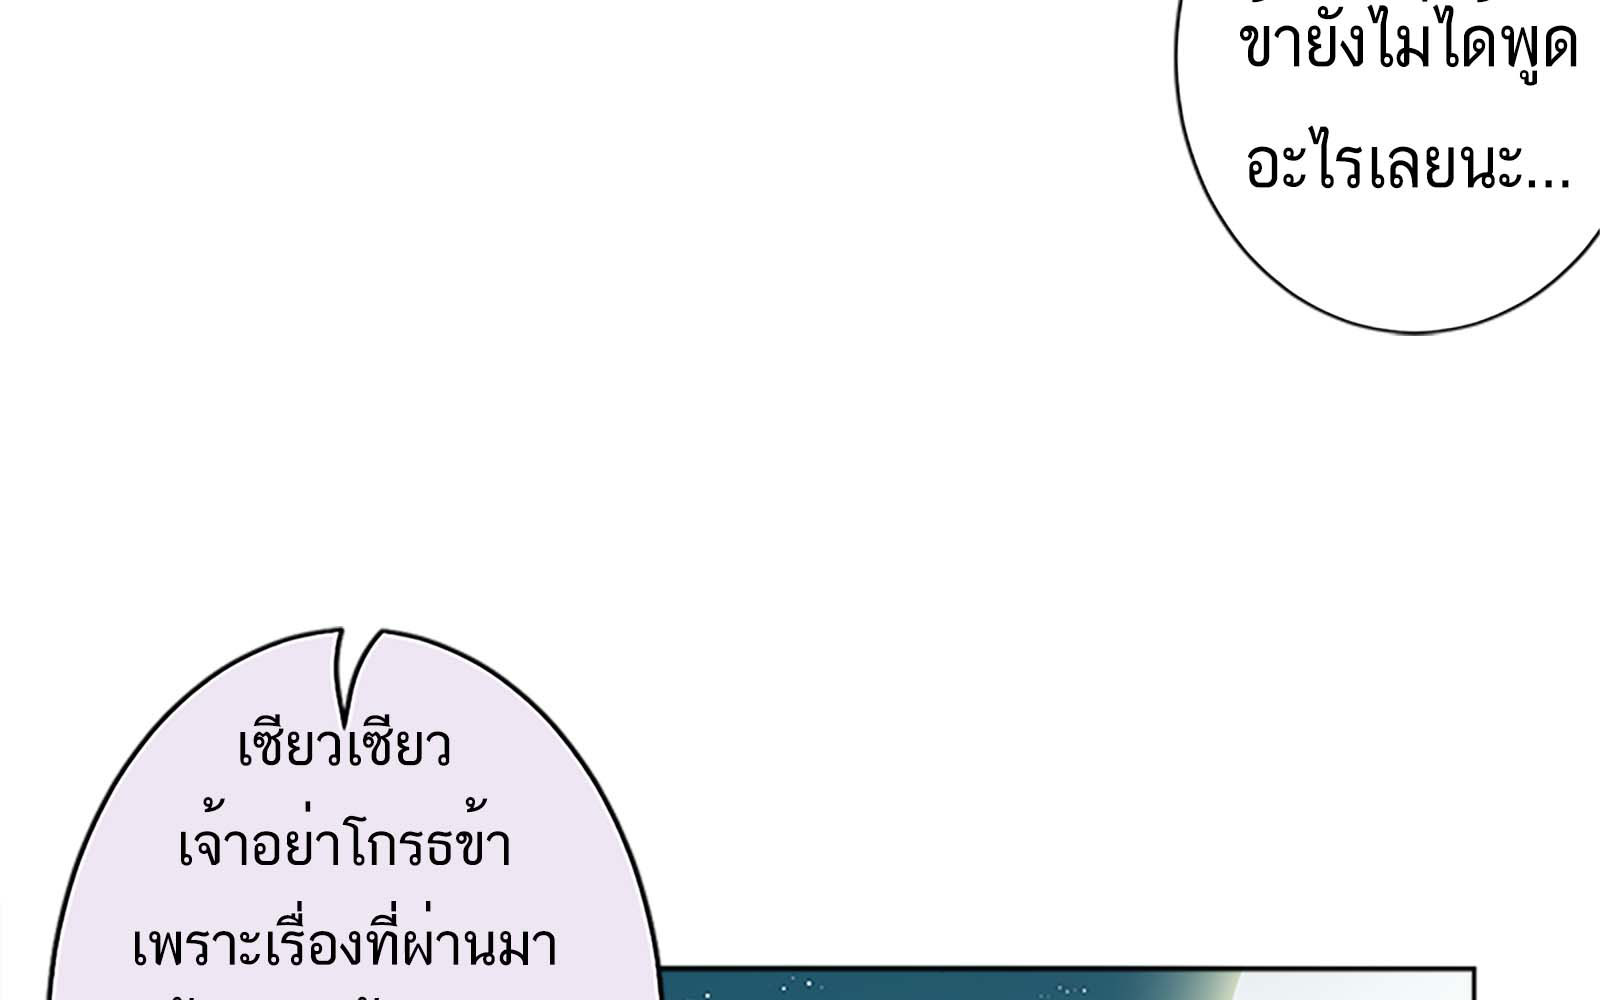 ข้ายังไม่ได้พูด
อะไรเลยนะ...
เซียวเซียว
เจ้าอย่าโกรธข้า
เพราะเรื่องที่ผ่านมา